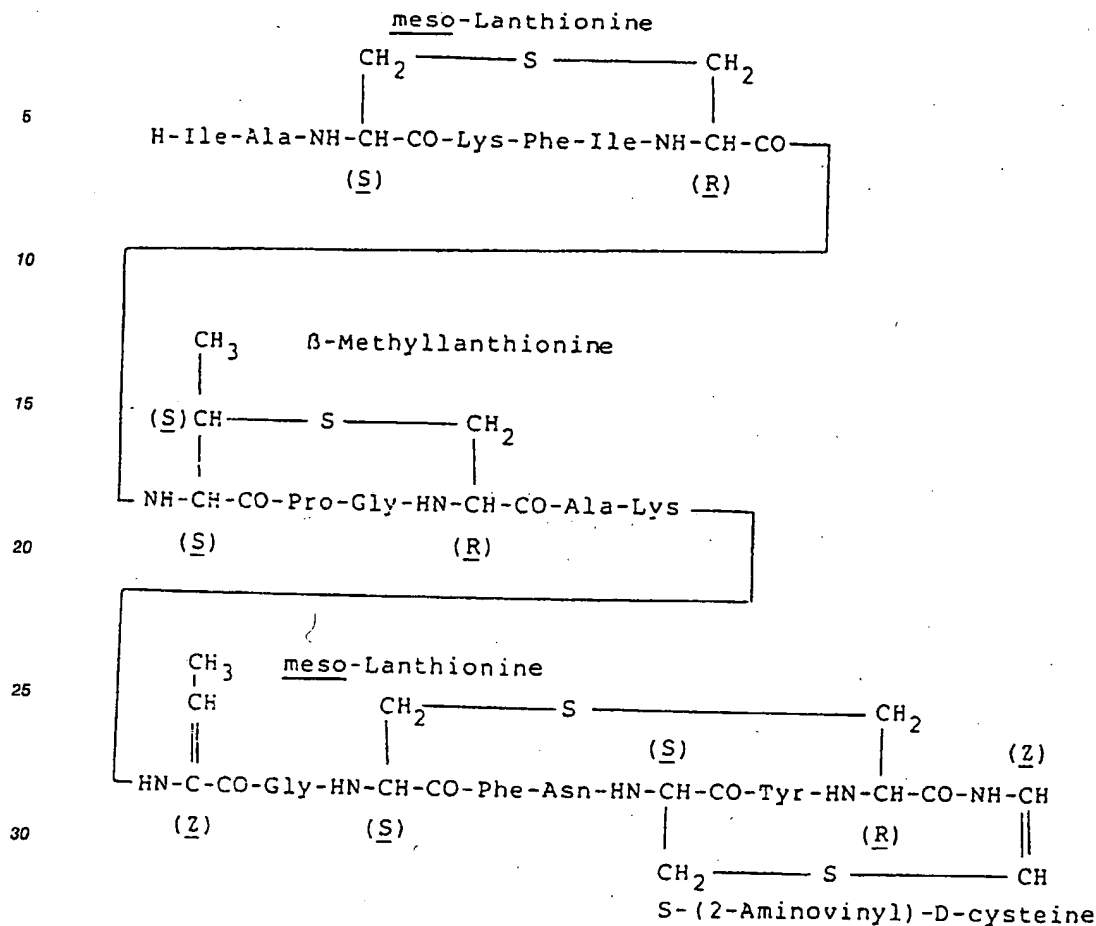 meso-Lanthionine
CH2 S CH2
5
H-Ile-Ala-NH-CH-CO-Lys-Phe-Ile-NH-CH-CO
(S) (R)
10
CH3 ß-Methyllanthionine
15
(S) CH S CH2
NH-CH-CO-Pro-Gly-HN-CH-CO-Ala-Lys
(S) (R)
20
CH3 meso-Lanthionine
25
CH CH2 S CH2
(S) (Z)
HN-C-CO-Gly-HN-CH-CO-Phe-Asn-HN-CH-CO-Tyr-HN-CH-CO-NH-CH
(Z) (S) (R)
30
CH2 S CH
S-(2-Aminovinyl)-D-cysteine